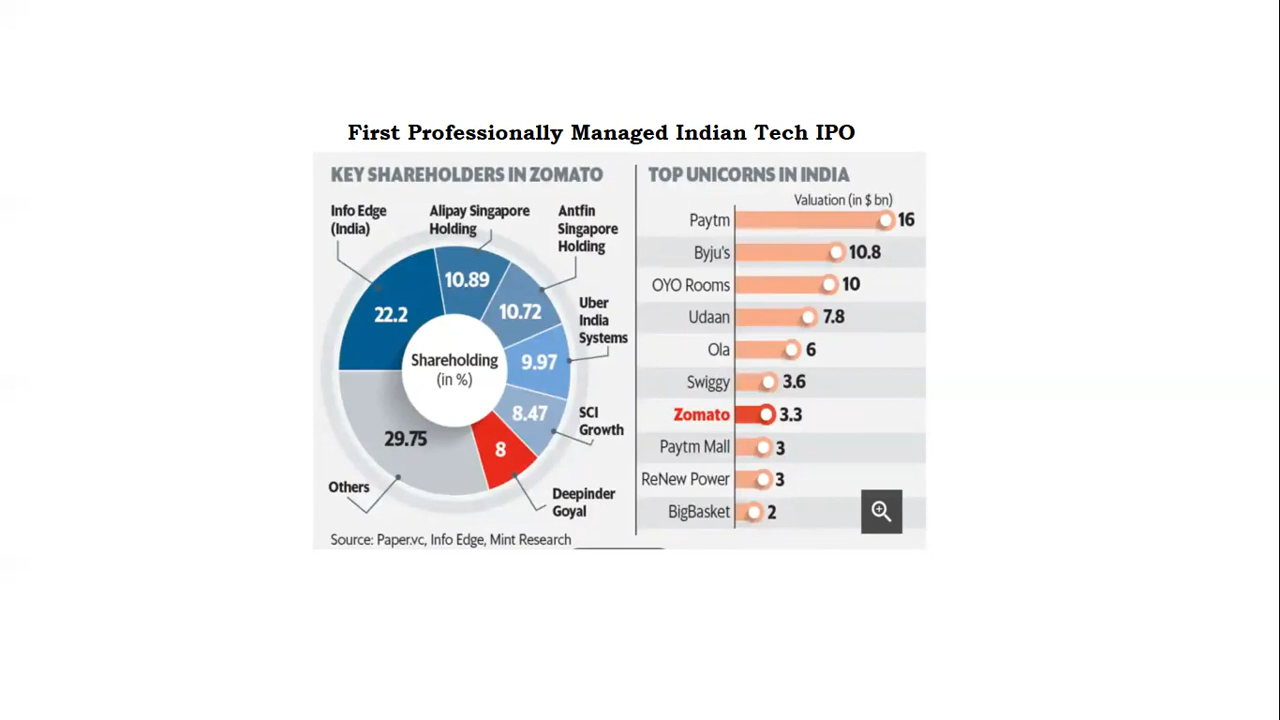 First Professionally Managed Indian Tech IPO
KEY SHAREHOLDERS IN ZOMATO
Info Edge
(India)
Alipay Singapore
Holding
Antfin
Singapore
Holding
Uber
India
Systems
SCI
Growth
Deepinder
Goyal
Others
22.2
10.89
10.72
9.97
8.47
8
29.75
Shareholding
(in %)
Source: Paper.vc, Info Edge, Mint Research
TOP UNICORNS IN INDIA
Valuation (in $ bn)
Paytm 16
Byju's 10.8
OYO Rooms 10
Udaan 7.8
Ola 6
Swiggy 3.6
Zomato 3.3
Paytm Mall 3
ReNew Power 3
BigBasket 2